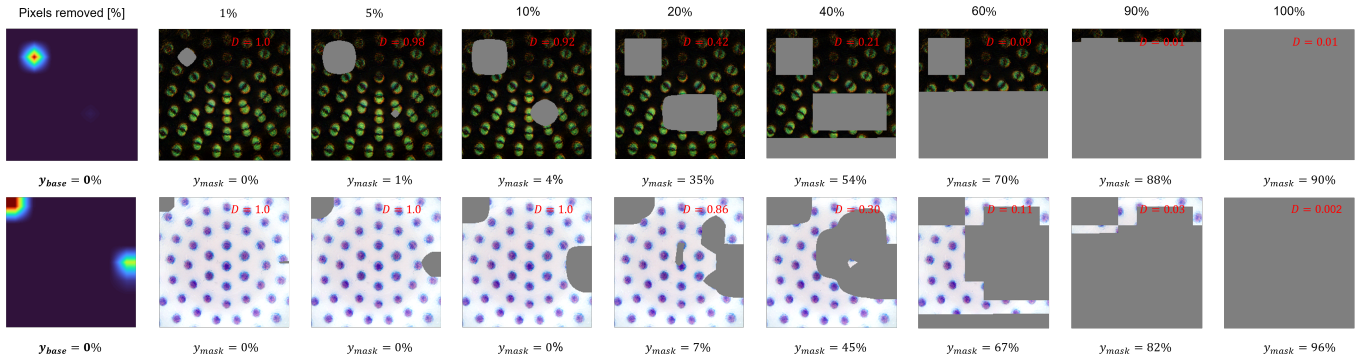 Pixels removed [%] 1% 5% 10% 20% 40% 60% 90% 100%
D = 1.0 D = 0.98 D = 0.92 D = 0.42 D = 0.21 D = 0.09 D = 0.01 D = 0.01
y_base = 0% y_mask = 0% y_mask = 1% y_mask = 4% y_mask = 35% y_mask = 54% y_mask = 70% y_mask = 88% y_mask = 90%
D = 1.0 D = 1.0 D = 1.0 D = 0.86 D = 0.30 D = 0.11 D = 0.03 D = 0.002
y_base = 0% y_mask = 0% y_mask = 0% y_mask = 0% y_mask = 7% y_mask = 45% y_mask = 67% y_mask = 82% y_mask = 96%